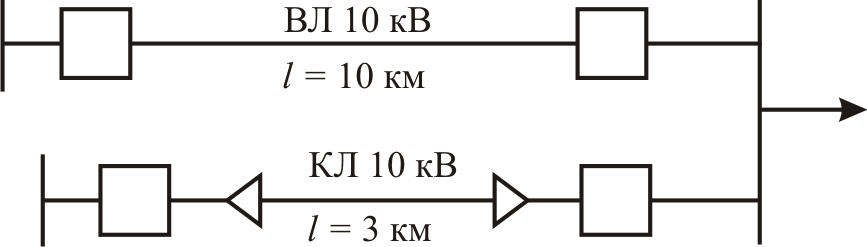 ВЛ 10 кВ
l = 10 км
КЛ 10 кВ
l = 3 км